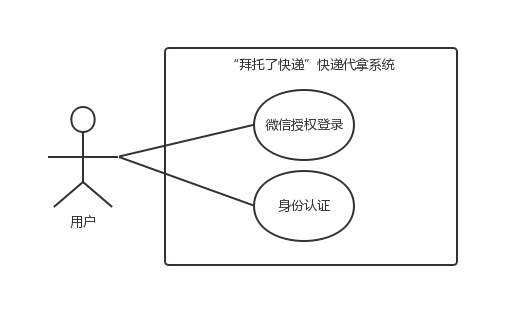 “拜托了快递”快递代拿系统
微信授权登录
身份认证
用户